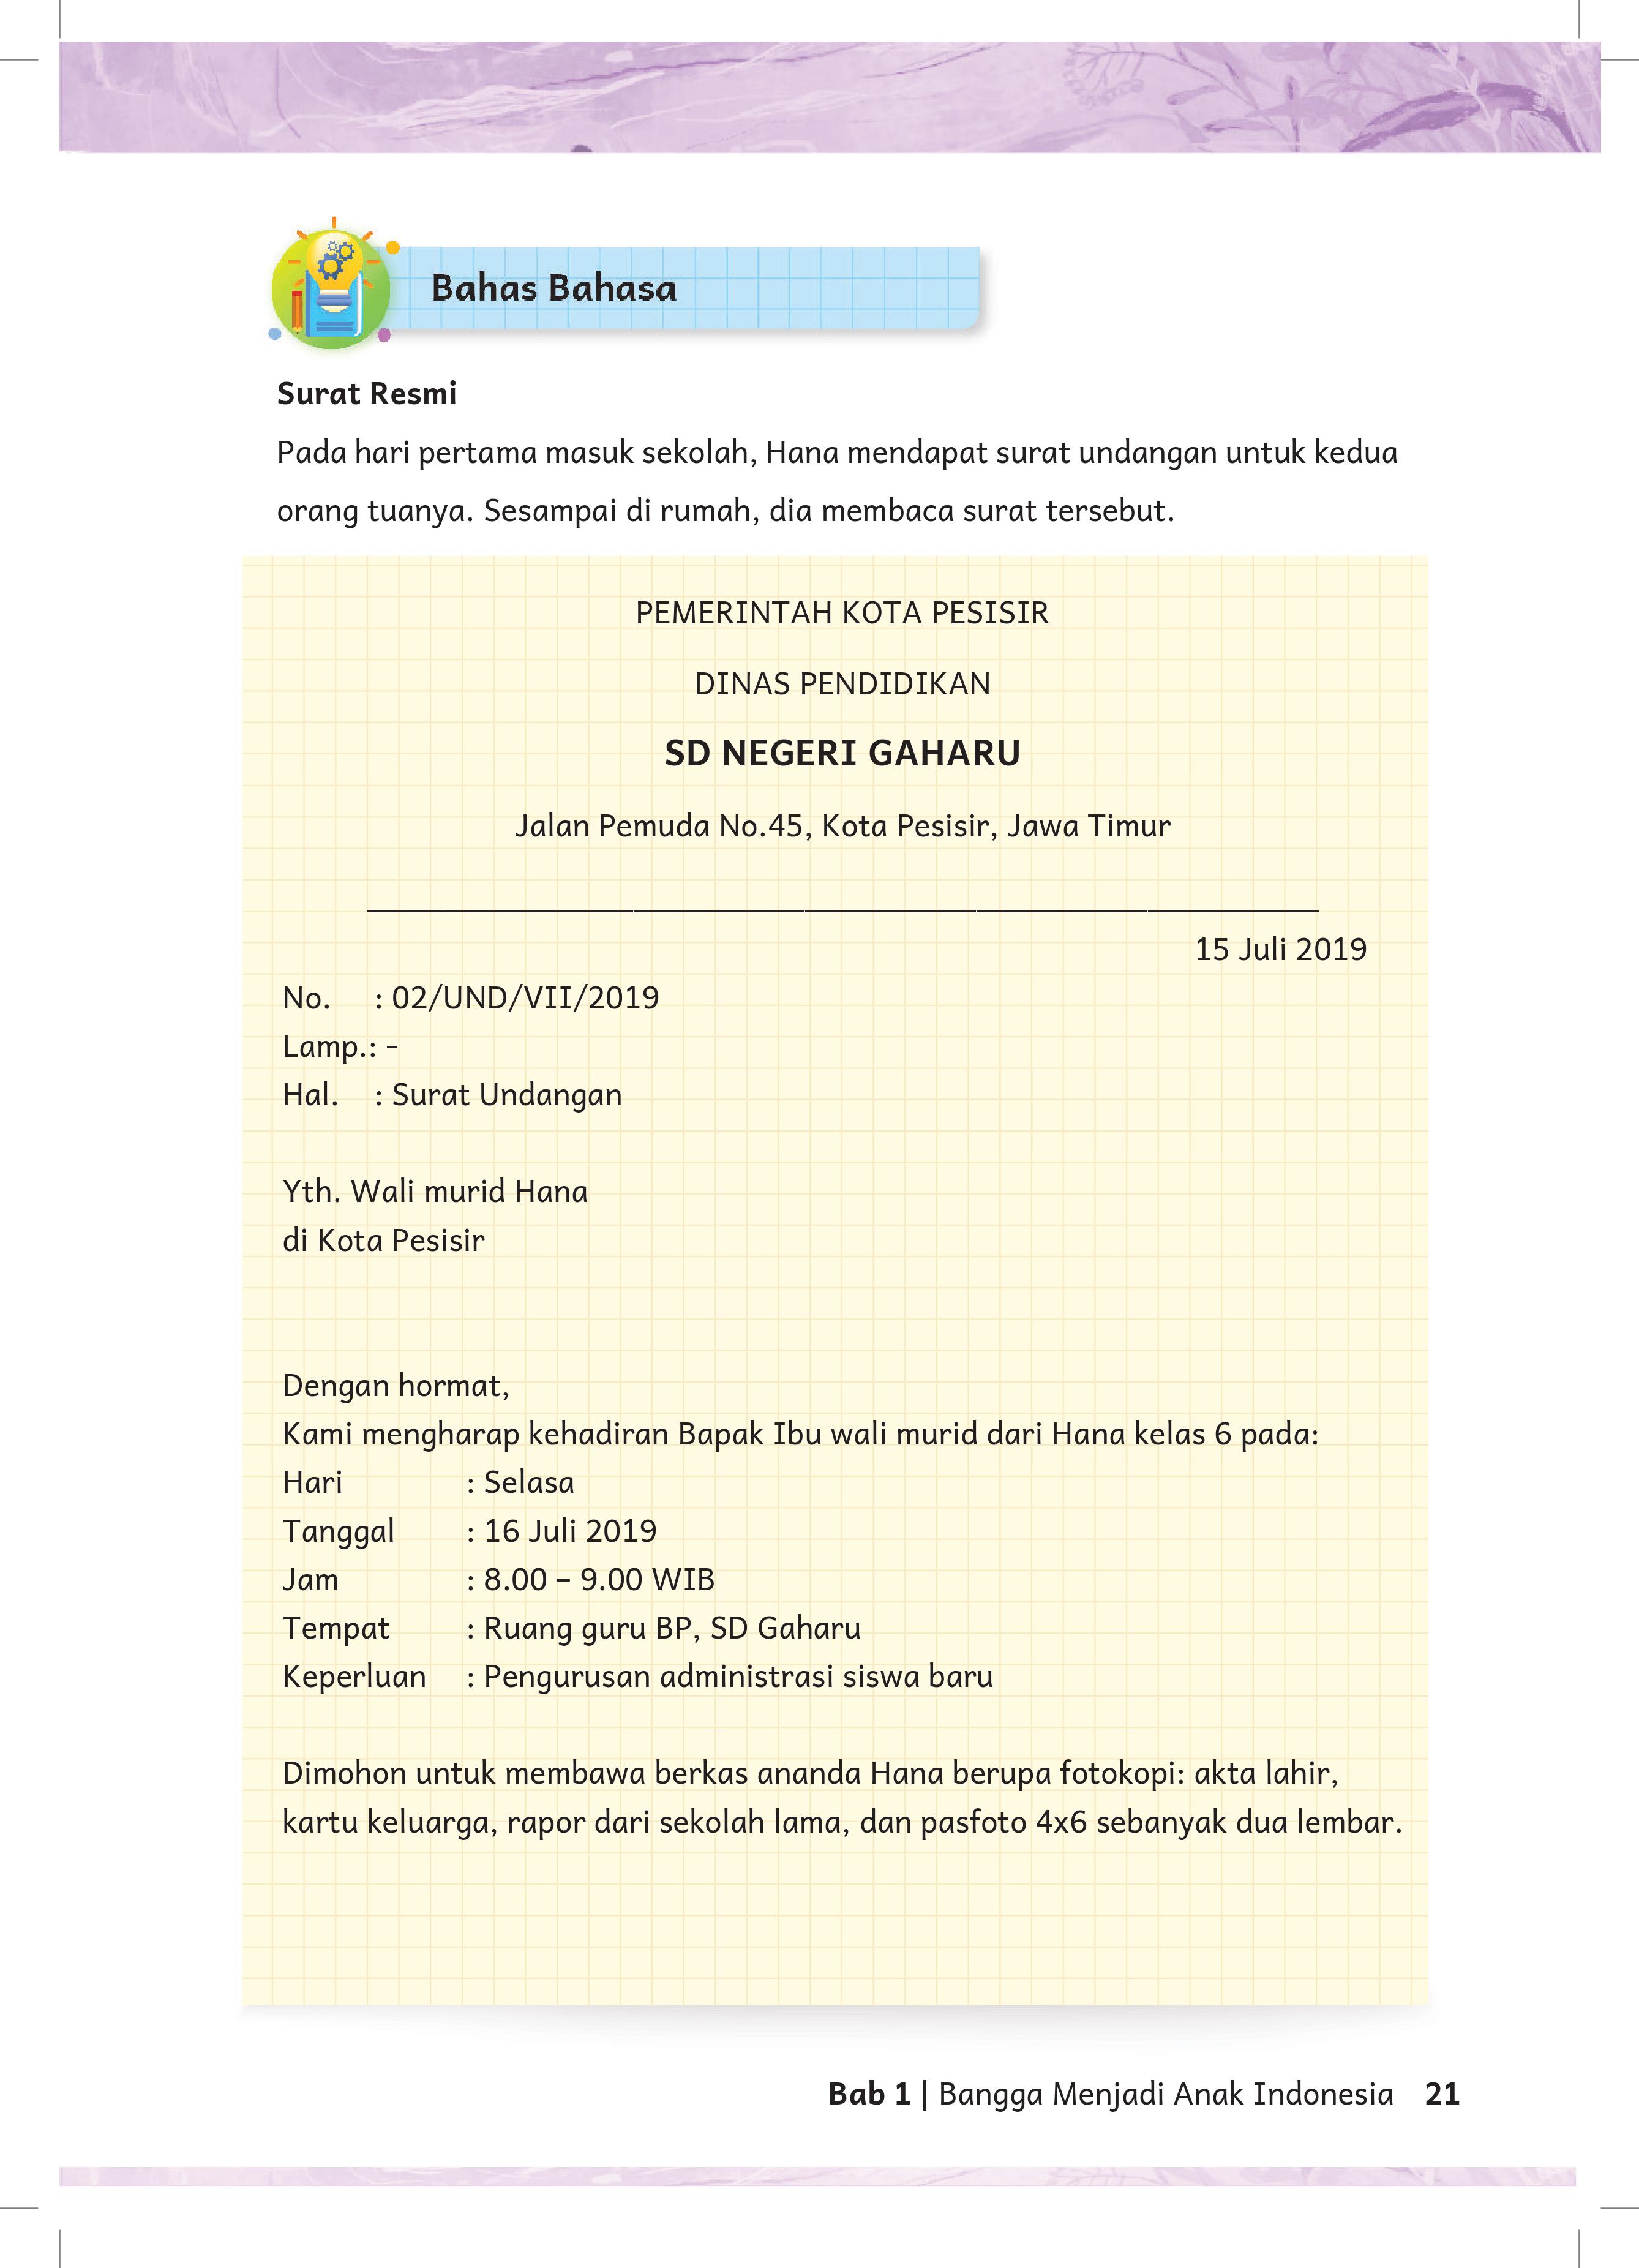 Bahas Bahasa
Surat Resmi
Pada hari pertama masuk sekolah, Hana mendapat surat undangan untuk kedua
orang tuanya. Sesampai di rumah, dia membaca surat tersebut.
PEMERINTAH KOTA PESISIR
DINAS PENDIDIKAN
SD NEGERI GAHARU
Jalan Pemuda No.45, Kota Pesisir, Jawa Timur
15 Juli 2019
No. : 02/UND/VII/2019
Lamp.: -
Hal. : Surat Undangan
Yth. Wali murid Hana
di Kota Pesisir
Dengan hormat,
Kami mengharap kehadiran Bapak Ibu wali murid dari Hana kelas 6 pada:
Hari : Selasa
Tanggal : 16 Juli 2019
Jam : 8.00 – 9.00 WIB
Tempat : Ruang guru BP, SD Gaharu
Keperluan : Pengurusan administrasi siswa baru
Dimohon untuk membawa berkas ananda Hana berupa fotokopi: akta lahir,
kartu keluarga, rapor dari sekolah lama, dan pasfoto 4x6 sebanyak dua lembar.
Bab 1 | Bangga Menjadi Anak Indonesia 21